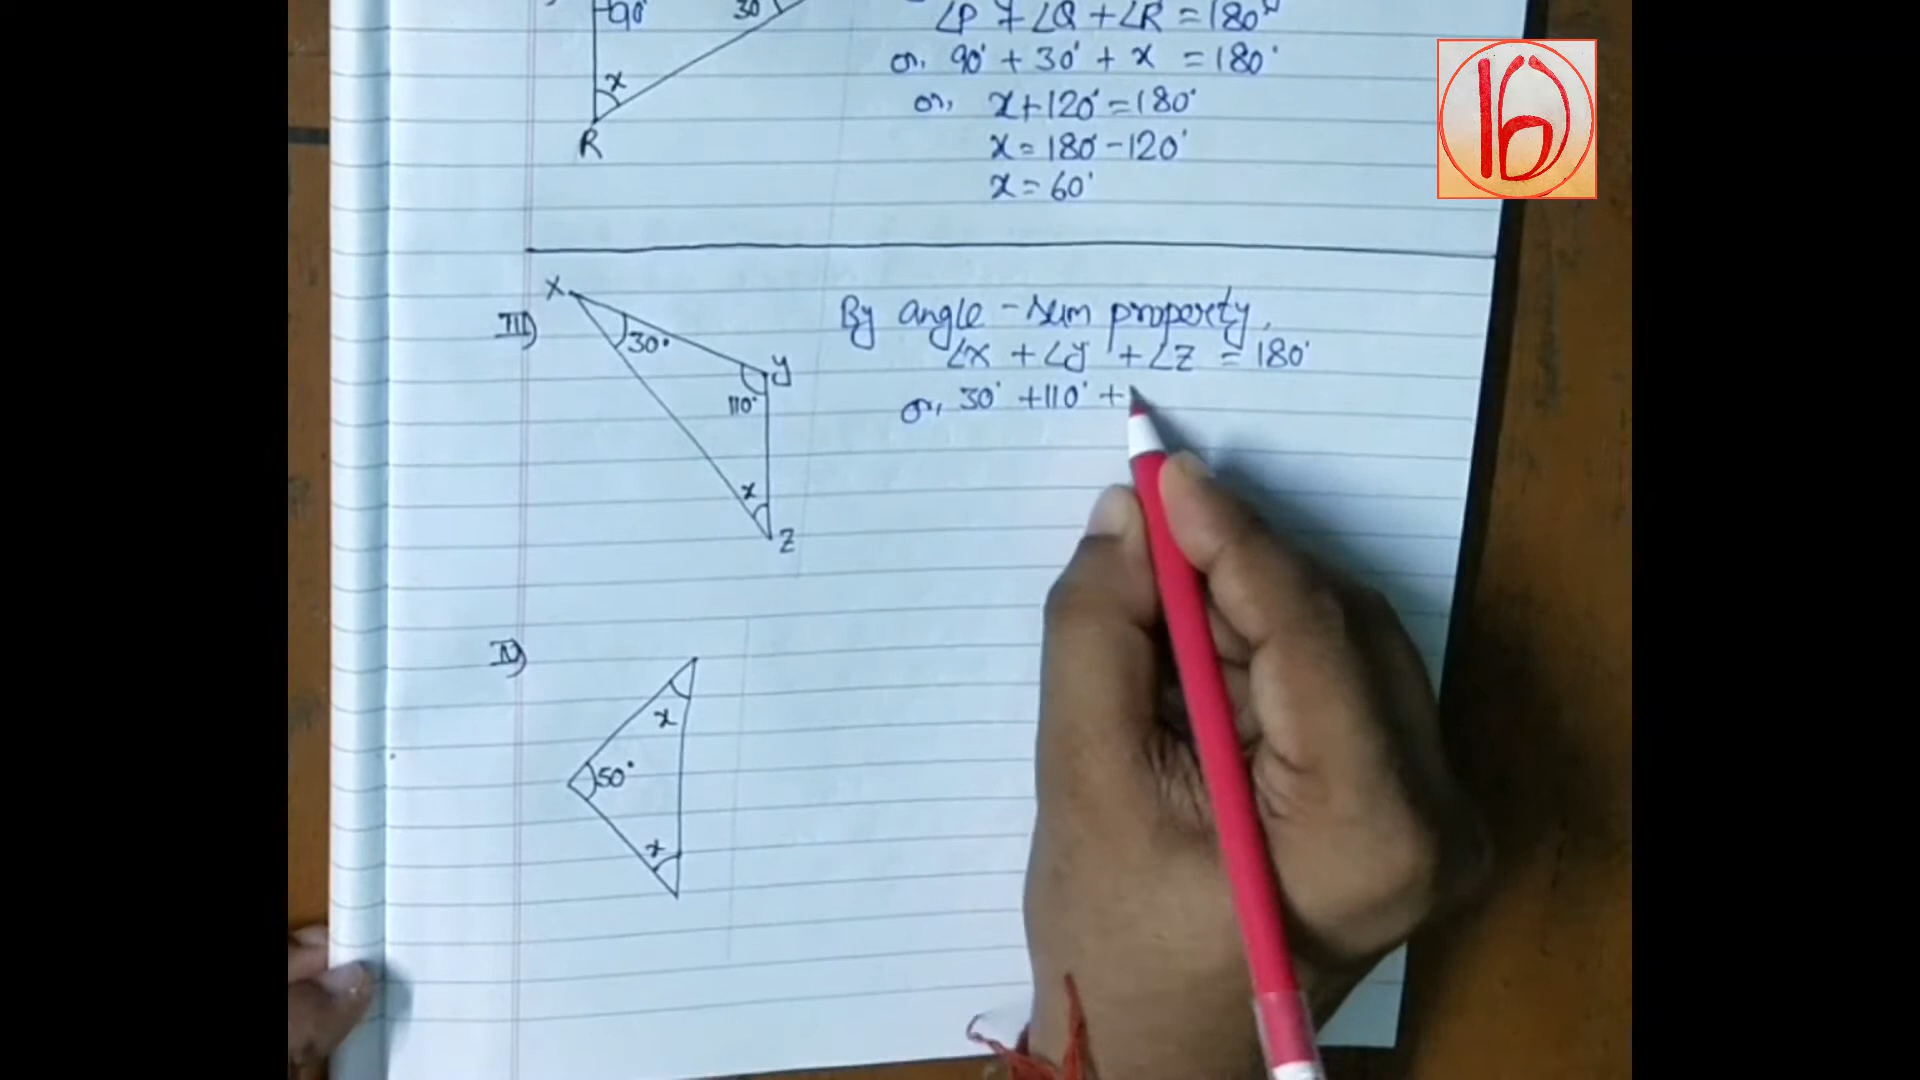 90°
30
x
R
∠P + ∠Q + ∠R = 180°
or, 90° + 30° + x = 180°
or, x+120° = 180°
x = 180° - 120°
x = 60°
III)
X
30°
Y
110°
x
Z
By angle - sum property,
∠X + ∠Y + ∠Z = 180°
or, 30° + 110° +
IV)
x
50°
x